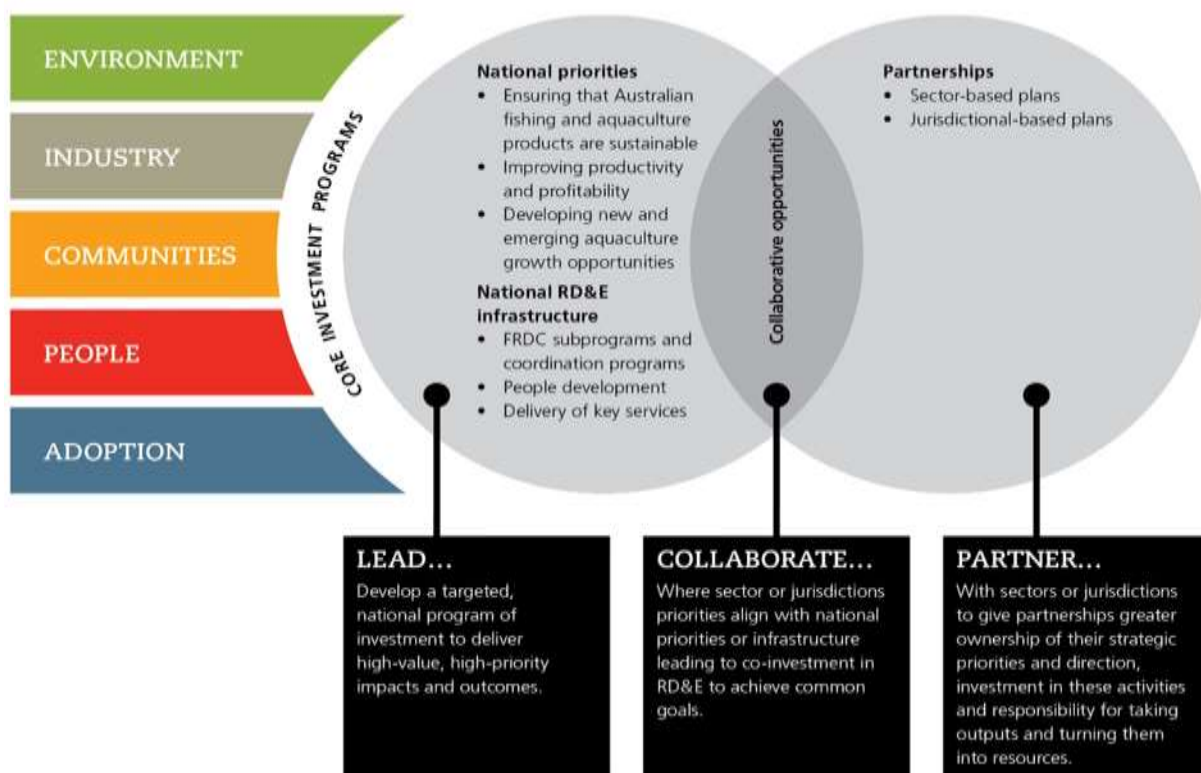 ENVIRONMENT
INDUSTRY
COMMUNITIES
PEOPLE
ADOPTION
CORE INVESTMENT PROGRAMS
National priorities
• Ensuring that Australian
fishing and aquaculture
products are sustainable
• Improving productivity
and profitability
• Developing new and
emerging aquaculture
growth opportunities
National RD&E
infrastructure
• FRDC subprograms and
coordination programs
• People development
• Delivery of key services
Collaborative opportunities
Partnerships
• Sector-based plans
• Jurisdictional-based plans
LEAD...
Develop a targeted,
national program of
investment to deliver
high-value, high-priority
impacts and outcomes.
COLLABORATE...
Where sector or jurisdictions
priorities align with national
priorities or infrastructure
leading to co-investment in
RD&E to achieve common
goals.
PARTNER...
With sectors or jurisdictions
to give partnerships greater
ownership of their strategic
priorities and direction,
investment in these activities
and responsibility for taking
outputs and turning them
into resources.